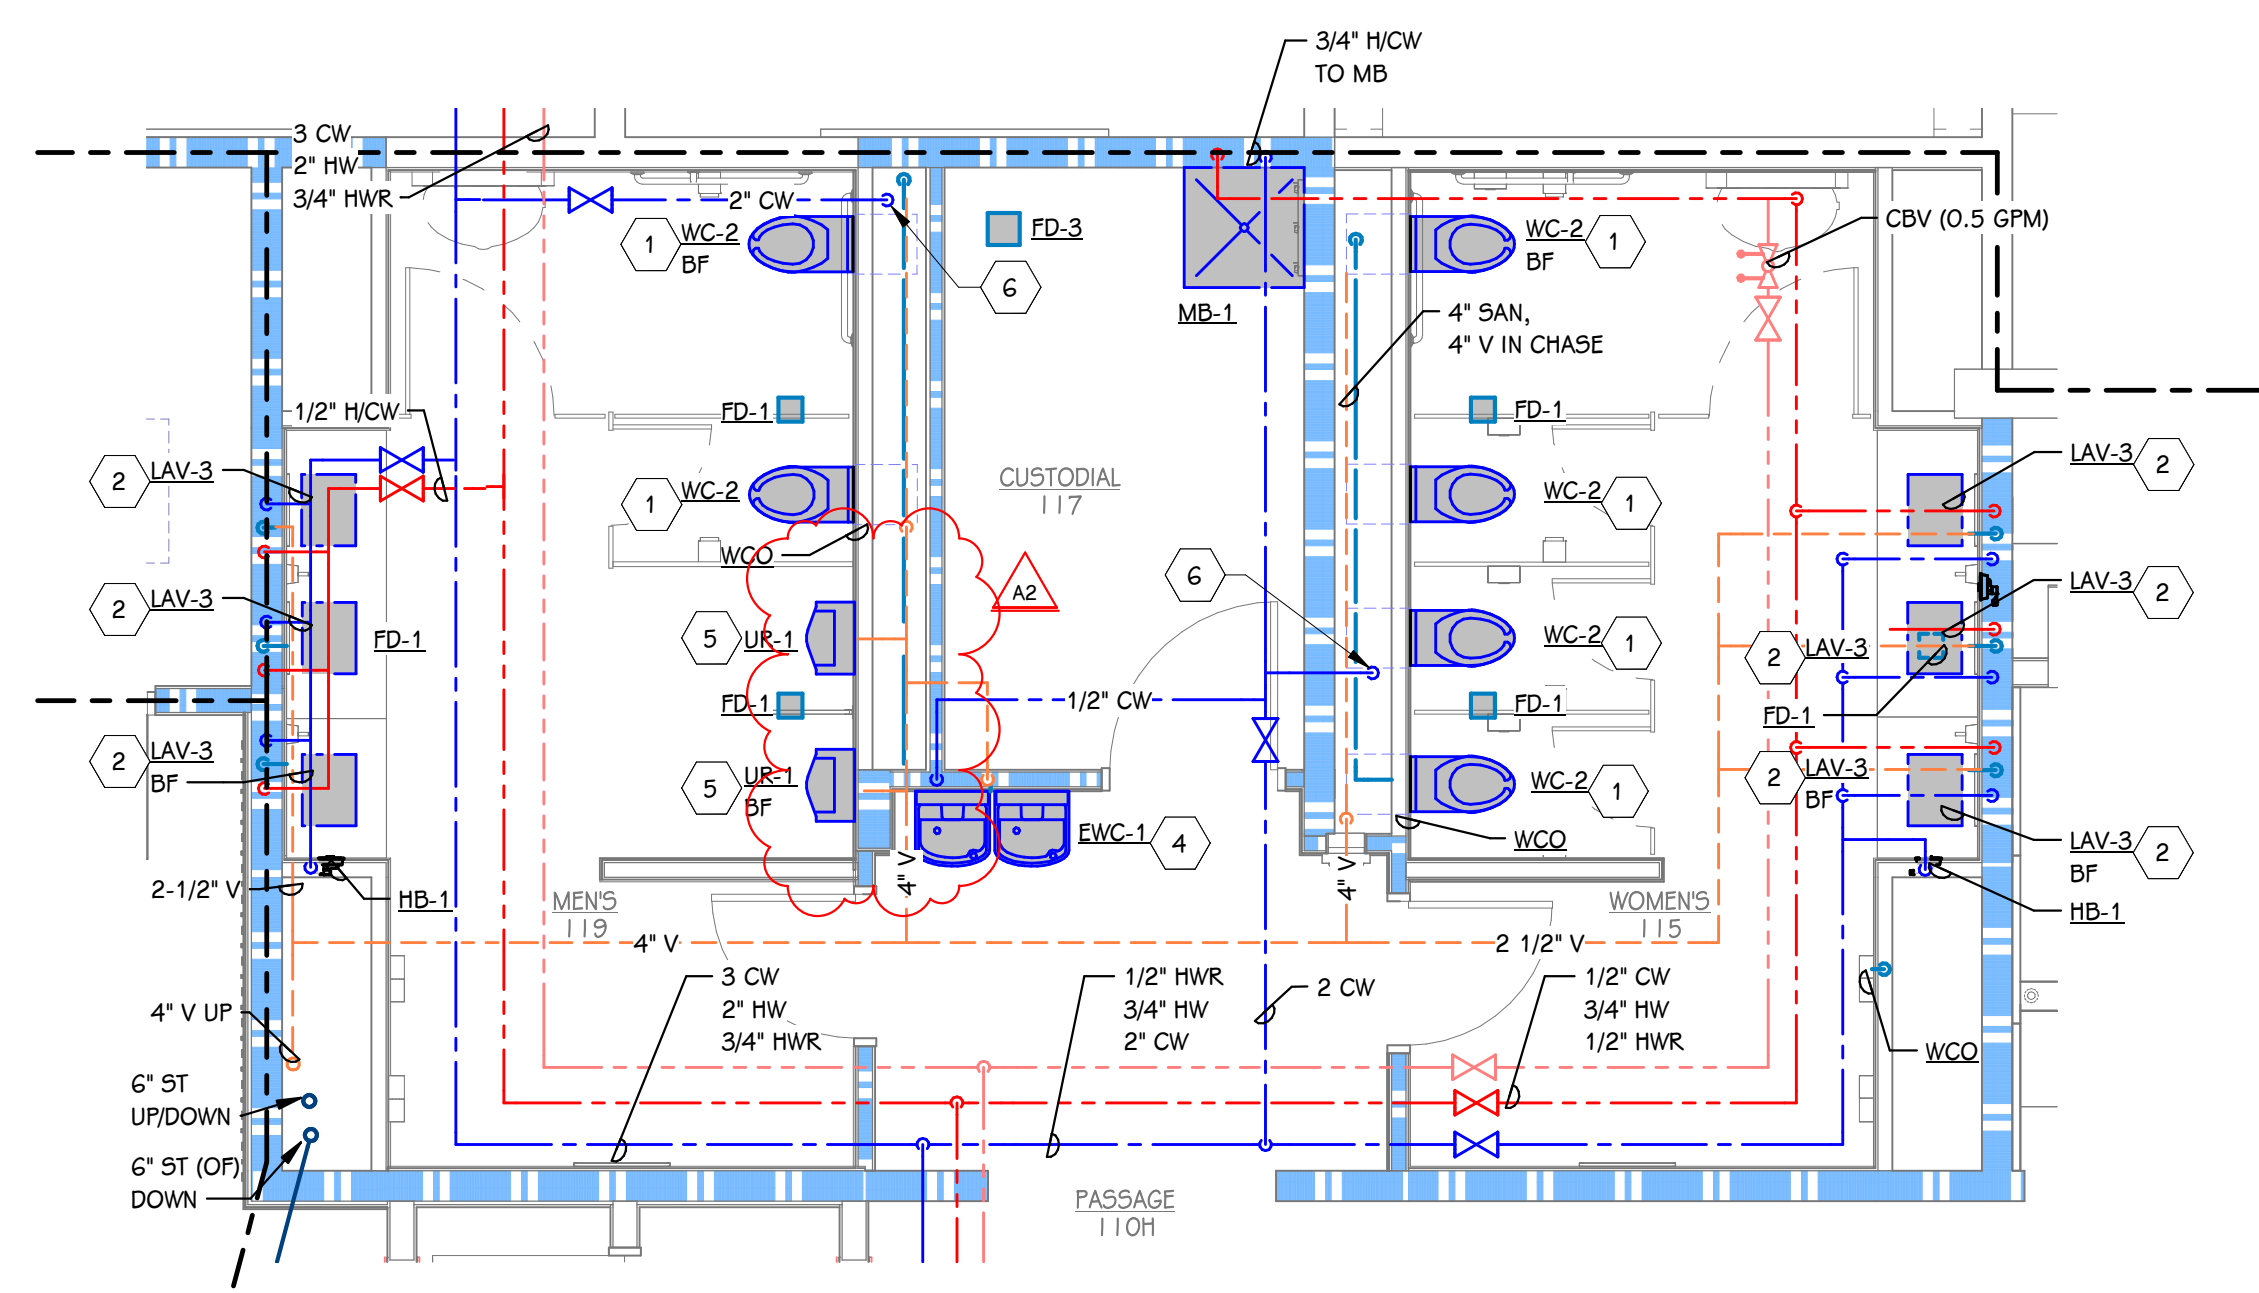 3/4" H/CW
TO MB
3 CW
2" HW
3/4" HWR
2" CW
1
WC-2
BF
FD-3
6
MB-1
WC-2
BF
1
CBV (0.5 GPM)
4" SAN,
4" V IN CHASE
1/2" H/CW
FD-1
FD-1
2
LAV-3
1
WC-2
CUSTODIAL
117
WC-2
1
LAV-3
2
WCO
A2
6
2
LAV-3
FD-1
5
UR-1
WC-2
1
2
LAV-3
LAV-3
2
FD-1
1/2" CW
FD-1
FD-1
2
LAV-3
BF
5
UR-1
BF
WC-2
1
2
LAV-3
BF
EWC-1
4
WCO
LAV-3
BF
2
4" V
4" V
2-1/2" V
HB-1
MEN'S
119
WOMEN'S
115
HB-1
4" V
2 1/2" V
3 CW
2" HW
3/4" HWR
1/2" HWR
3/4" HW
2" CW
2 CW
1/2" CW
3/4" HW
1/2" HWR
WCO
4" V UP
6" ST
UP/DOWN
6" ST (OF)
DOWN
PASSAGE
110H